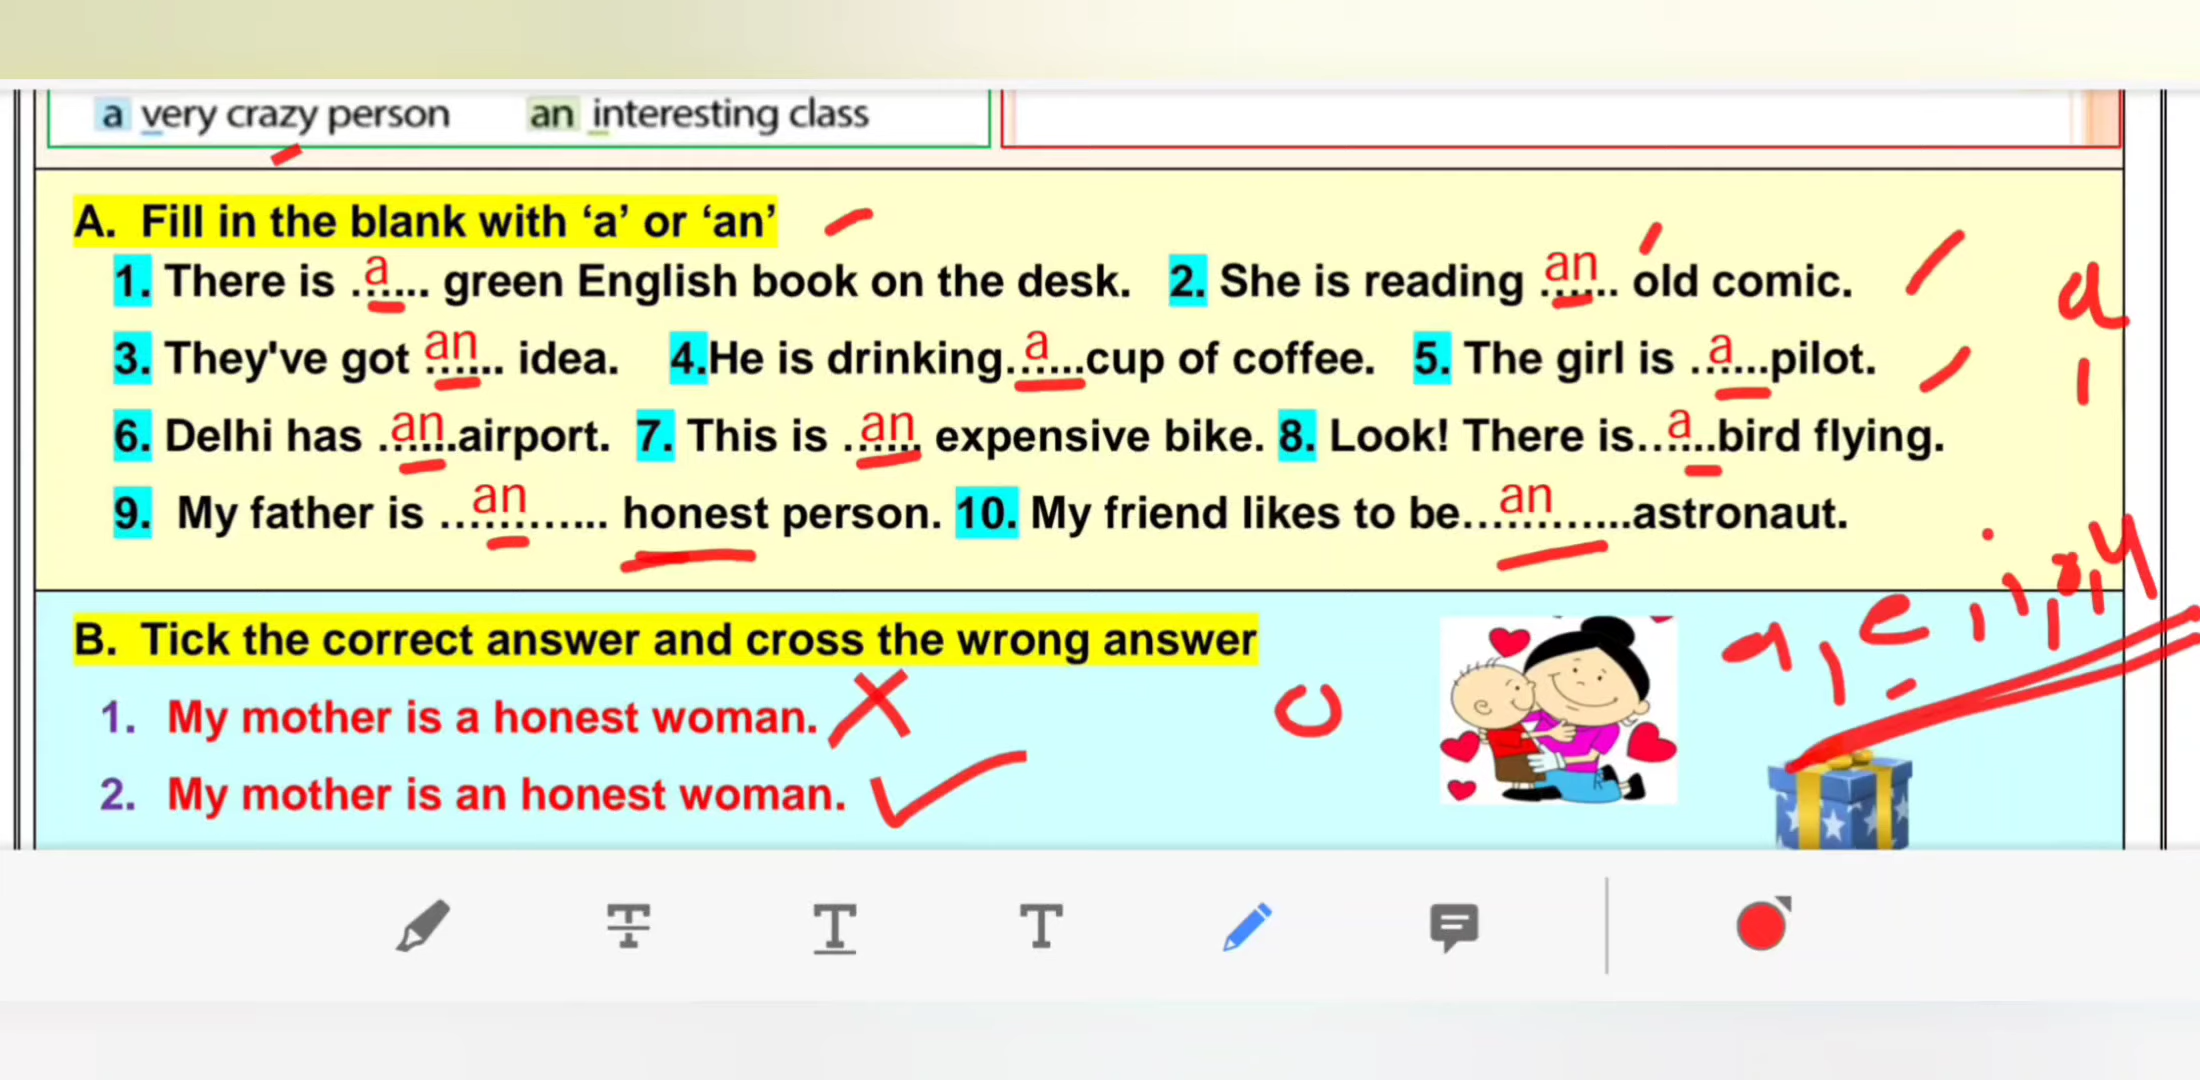 a very crazy person an interesting class
A. Fill in the blank with ‘a’ or ‘an’
1. There is ..a.... green English book on the desk. 2. She is reading ..an.... old comic. a
3. They've got ..an.... idea. 4.He is drinking...a....cup of coffee. 5. The girl is ..a....pilot.
6. Delhi has ..an....airport. 7. This is ..an.... expensive bike. 8. Look! There is...a....bird flying.
9. My father is ....an........ honest person. 10. My friend likes to be....an........astronaut.
B. Tick the correct answer and cross the wrong answer
a, e, i,
1. My mother is a honest woman.
2. My mother is an honest woman.
T T T